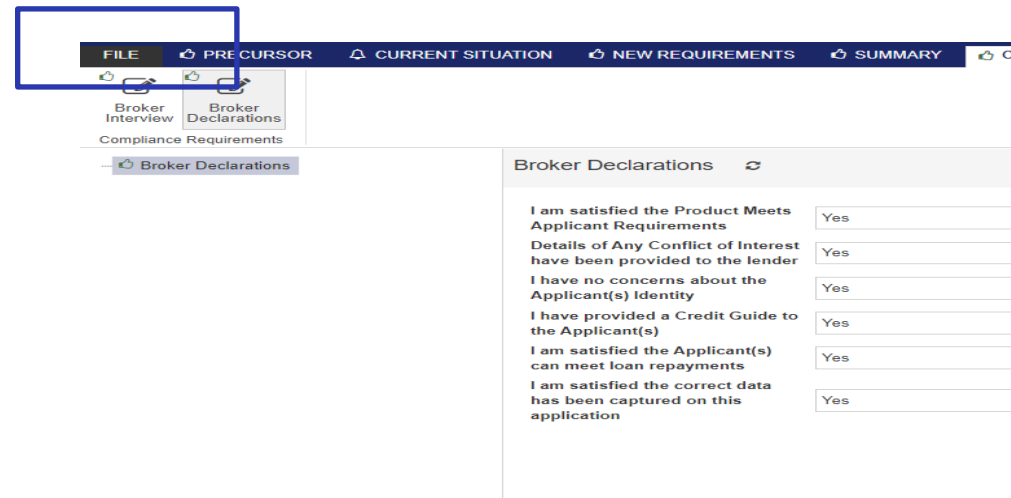 FILE PRECURSOR CURRENT SITUATION NEW REQUIREMENTS SUMMARY
Broker
Interview
Broker
Declarations
Compliance Requirements
Broker Declarations
Broker Declarations
I am satisfied the Product Meets
Applicant Requirements
Yes
Details of Any Conflict of Interest
have been provided to the lender
Yes
I have no concerns about the
Applicant(s) Identity
Yes
I have provided a Credit Guide to
the Applicant(s)
Yes
I am satisfied the Applicant(s)
can meet loan repayments
Yes
I am satisfied the correct data
has been captured on this
application
Yes